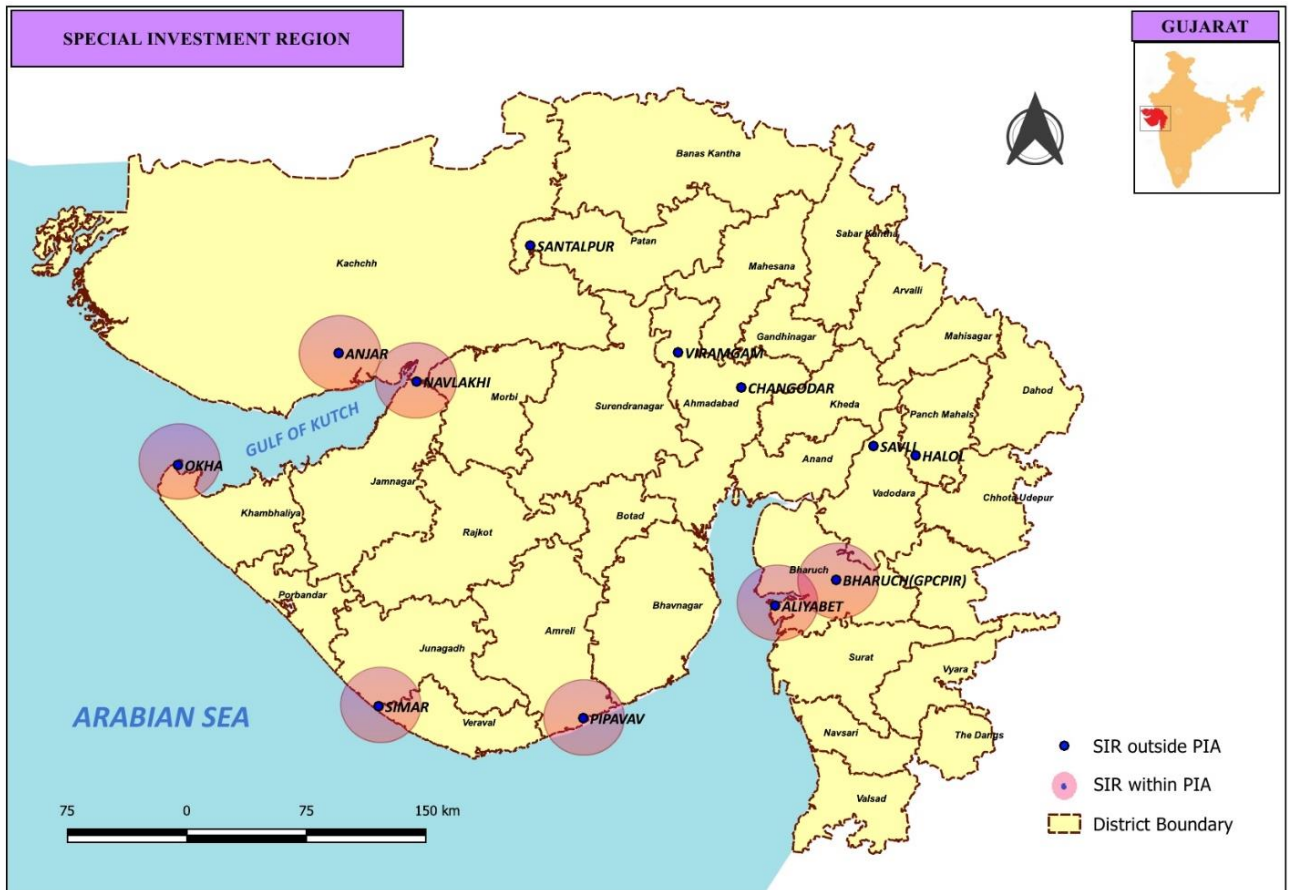 SPECIAL INVESTMENT REGION
GUJARAT
Banas Kantha
Sabar Kantha
Patan
SANTALPUR
Kachchh
Mahesana
Arvalli
Gandhinagar
Mahisagar
ANJAR
VIRAMGAM
NAVLAKHI
CHANGODAR
Dahod
Morbi
Surendranagar
Ahmadabad
Kheda
Panch Mahals
GULF OF KUTCH
SAVLI
HALOL
Anand
OKHA
Jamnagar
Vadodara
Chhota Udepur
Khambhaliya
Botad
Rajkot
Bharuch
BHARUCH(GPCPIR)
Porbandar
Bhavnagar
ALIYABET
Amreli
Junagadh
Surat
Vyara
SIMAR
ARABIAN SEA
PIPAVAV
Veraval
Navsari
The Dangs
SIR outside PIA
SIR within PIA
Valsad
District Boundary
75 0 75 150 km